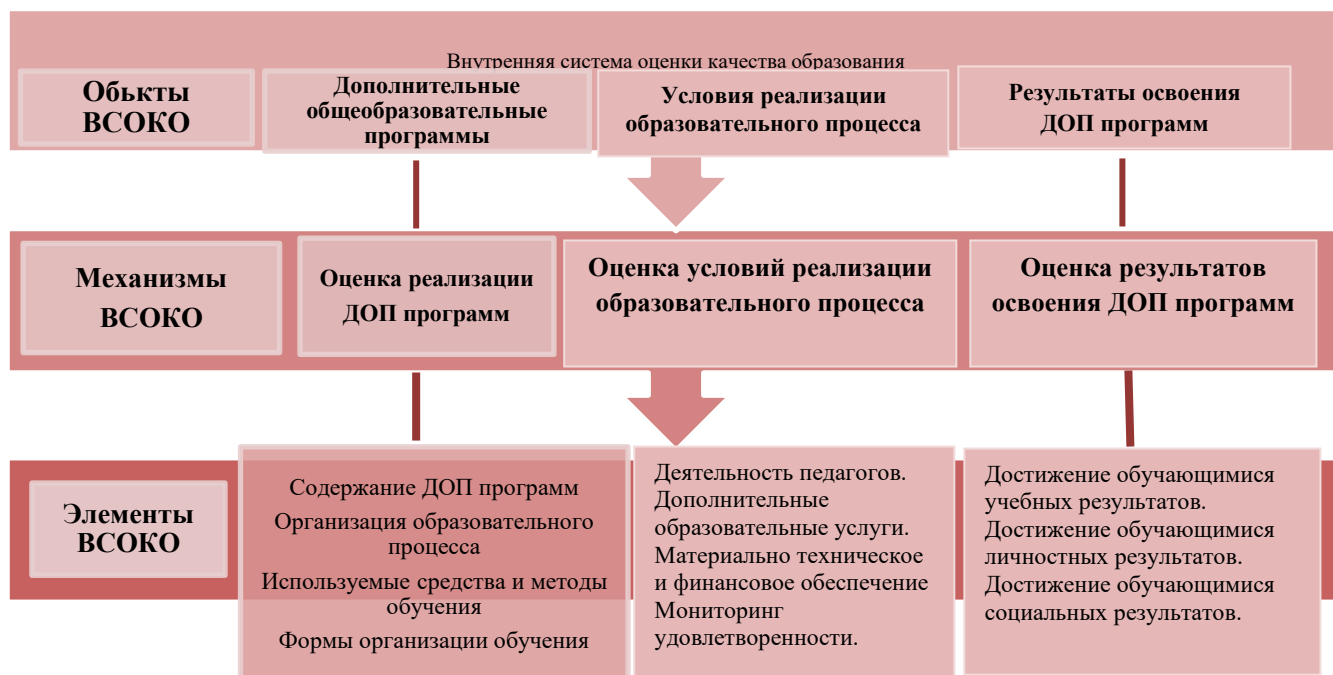 Внутренняя система оценки качества образования
Обькты
ВСОКО
Дополнительные
общеобразовательные
программы
Условия реализации
образовательного процесса
Результаты освоения
ДОП программ
Механизмы
ВСОКО
Оценка реализации
ДОП программ
Оценка условий реализации
образовательного процесса
Оценка результатов
освоения ДОП программ
Элементы
ВСОКО
Содержание ДОП программ
Организация образовательного
процесса
Используемые средства и методы
обучения
Формы организации обучения
Деятельность педагогов.
Дополнительные
образовательные услуги.
Материально техническое
и финансовое обеспечение
Мониторинг
удовлетворенности.
Достижение обучающимися
учебных результатов.
Достижение обучающимися
личностных результатов.
Достижение обучающимися
социальных результатов.